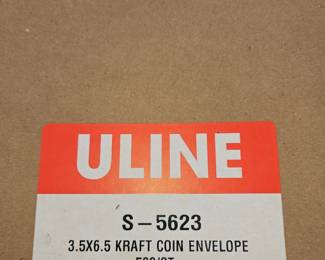 ULINE
S-5623
3.5X6.5 KRAFT COIN ENVELOPE